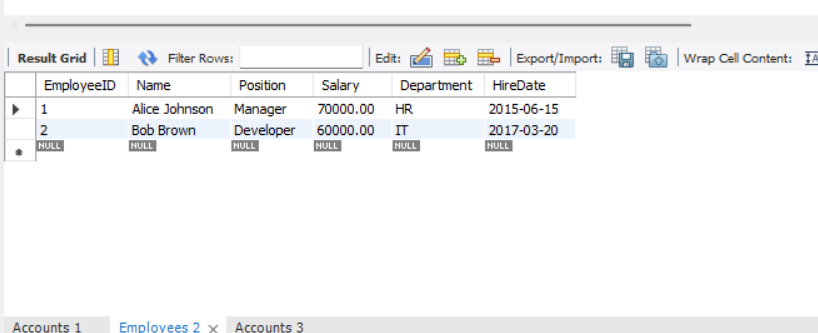 Result Grid Filter Rows: Edit: Export/Import: Wrap Cell Content:
EmployeeID Name Position Salary Department HireDate
1 Alice Johnson Manager 70000.00 HR 2015-06-15
2 Bob Brown Developer 60000.00 IT 2017-03-20
NULL NULL NULL NULL NULL NULL
Accounts 1 Employees 2 Accounts 3